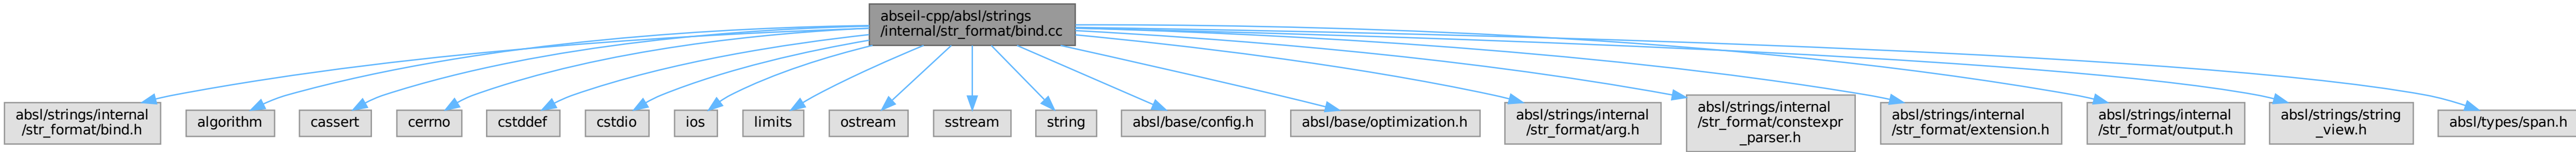 abseil-cpp/absl/strings
/internal/str_format/bind.cc
absl/strings/internal
/str_format/bind.h
algorithm
cassert
cerrno
cstddef
cstdio
ios
limits
ostream
sstream
string
absl/base/config.h
absl/base/optimization.h
absl/strings/internal
/str_format/arg.h
absl/strings/internal
/str_format/constexpr
_parser.h
absl/strings/internal
/str_format/extension.h
absl/strings/internal
/str_format/output.h
absl/strings/string
_view.h
absl/types/span.h